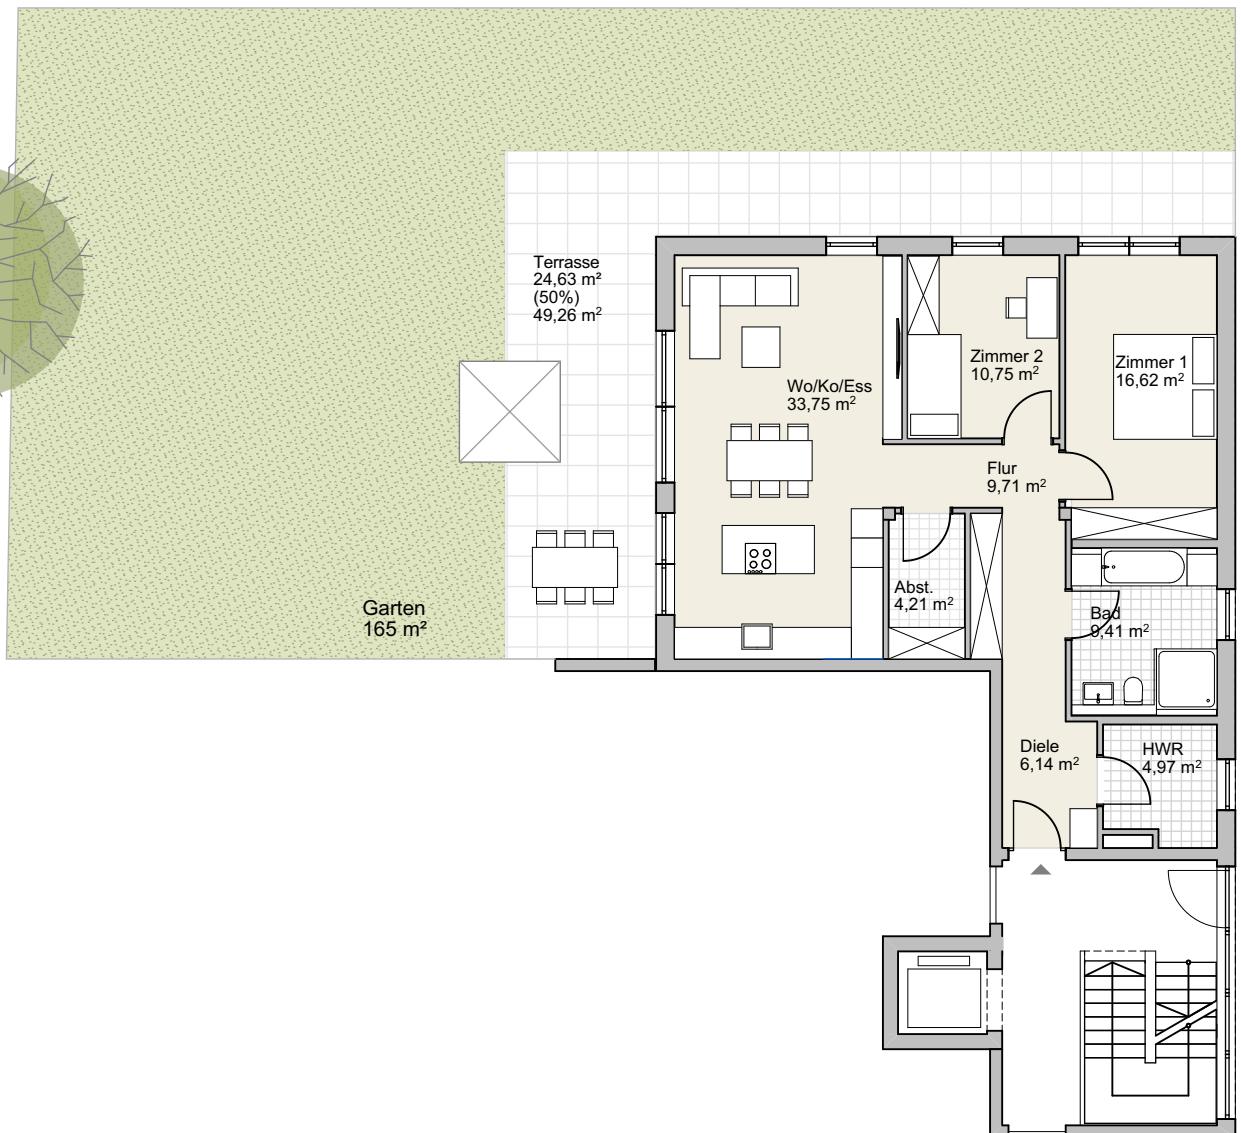 Terrasse
24,63 m²
(50%)
49,26 m²
Wo/Ko/Ess
33,75 m²
Zimmer 2
10,75 m²
Zimmer 1
16,62 m²
Flur
9,71 m²
Abst.
4,21 m²
Bad
9,41 m²
Garten
165 m²
Diele
6,14 m²
HWR
4,97 m²